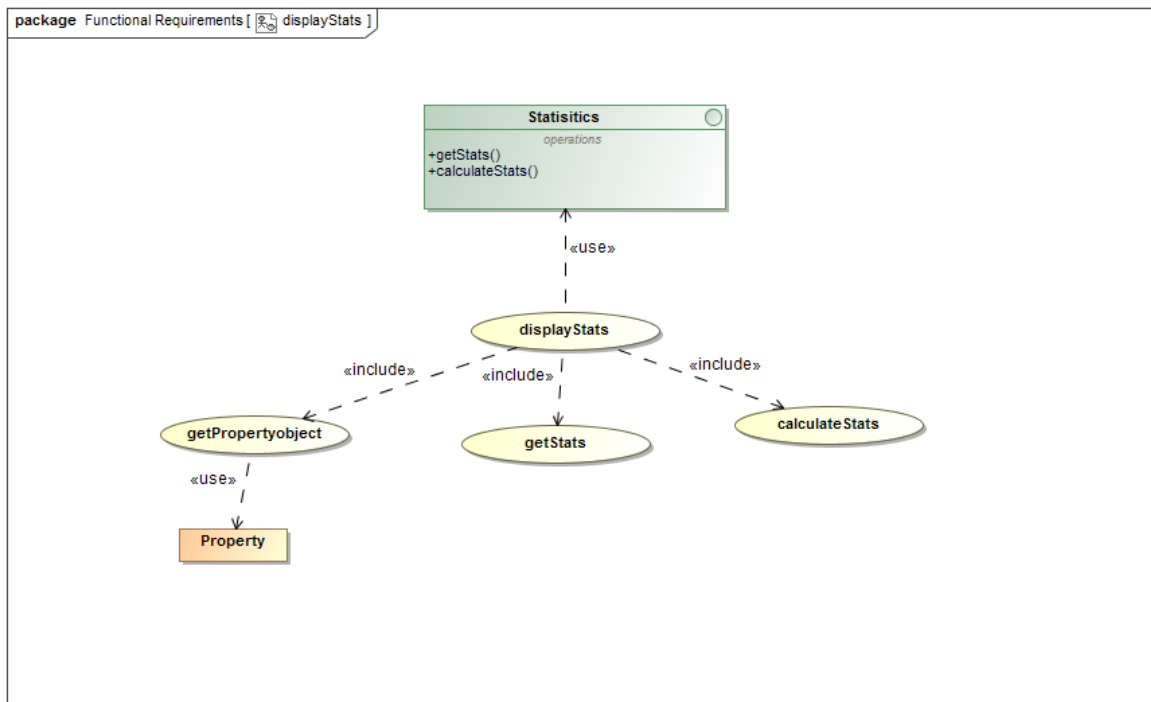 package Functional Requirements [ displayStats ]
Statisitics
operations
+getStats()
+calculateStats()
«use»
displayStats
«include»
«include»
«include»
getPropertyobject
getStats
calculateStats
«use»
Property